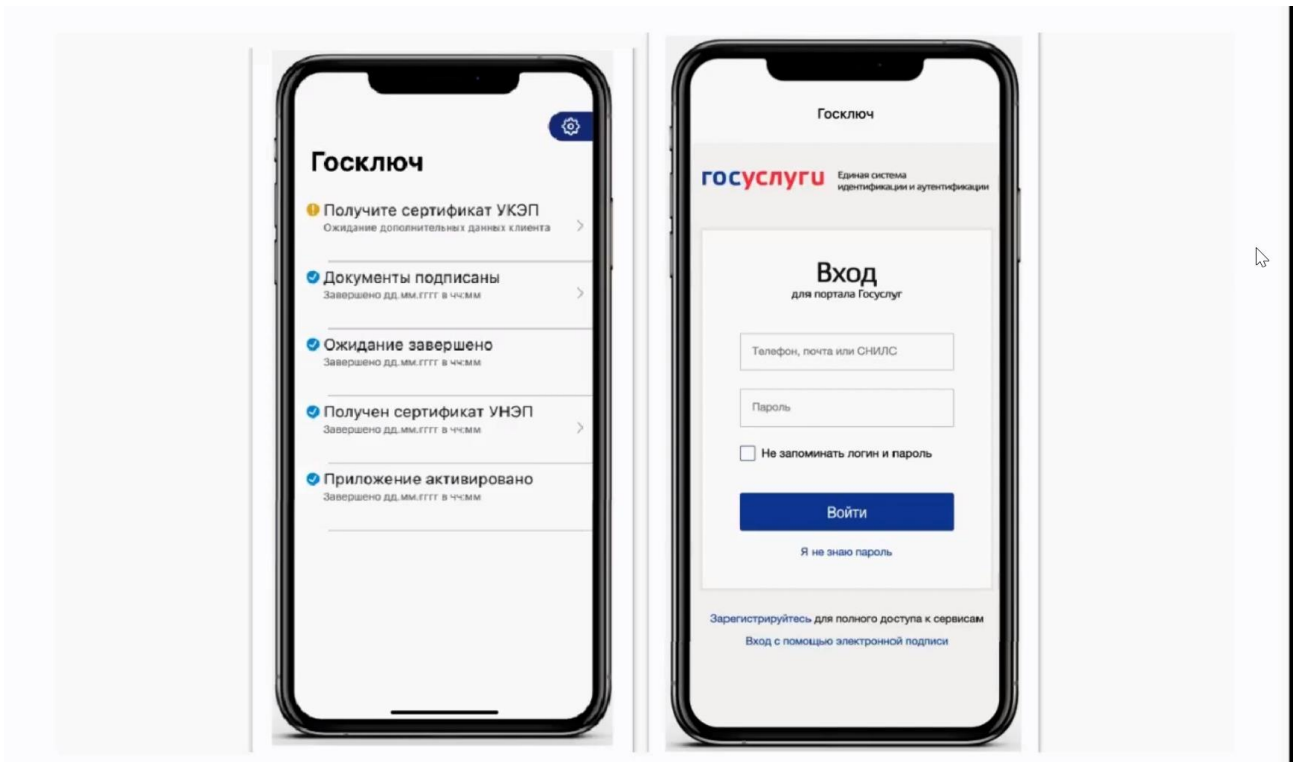 Госключ
Получите сертификат УКЭП
Ожидание дополнительных данных клиента
Документы подписаны
Завершено дд.мм.гггг в чч:мм
Ожидание завершено
Завершено дд.мм.гггг в чч:мм
Получен сертификат УНЭП
Завершено дд.мм.гггг в чч:мм
Приложение активировано
Завершено дд.мм.гггг в чч:мм
Госключ
госуслуги
Единая система
идентификации и аутентификации
Вход
для портала Госуслуг
Телефон, почта или СНИЛС
Пароль
Не запоминать логин и пароль
Войти
Я не знаю пароль
Зарегистрируйтесь для полного доступа к сервисам
Вход с помощью электронной подписи